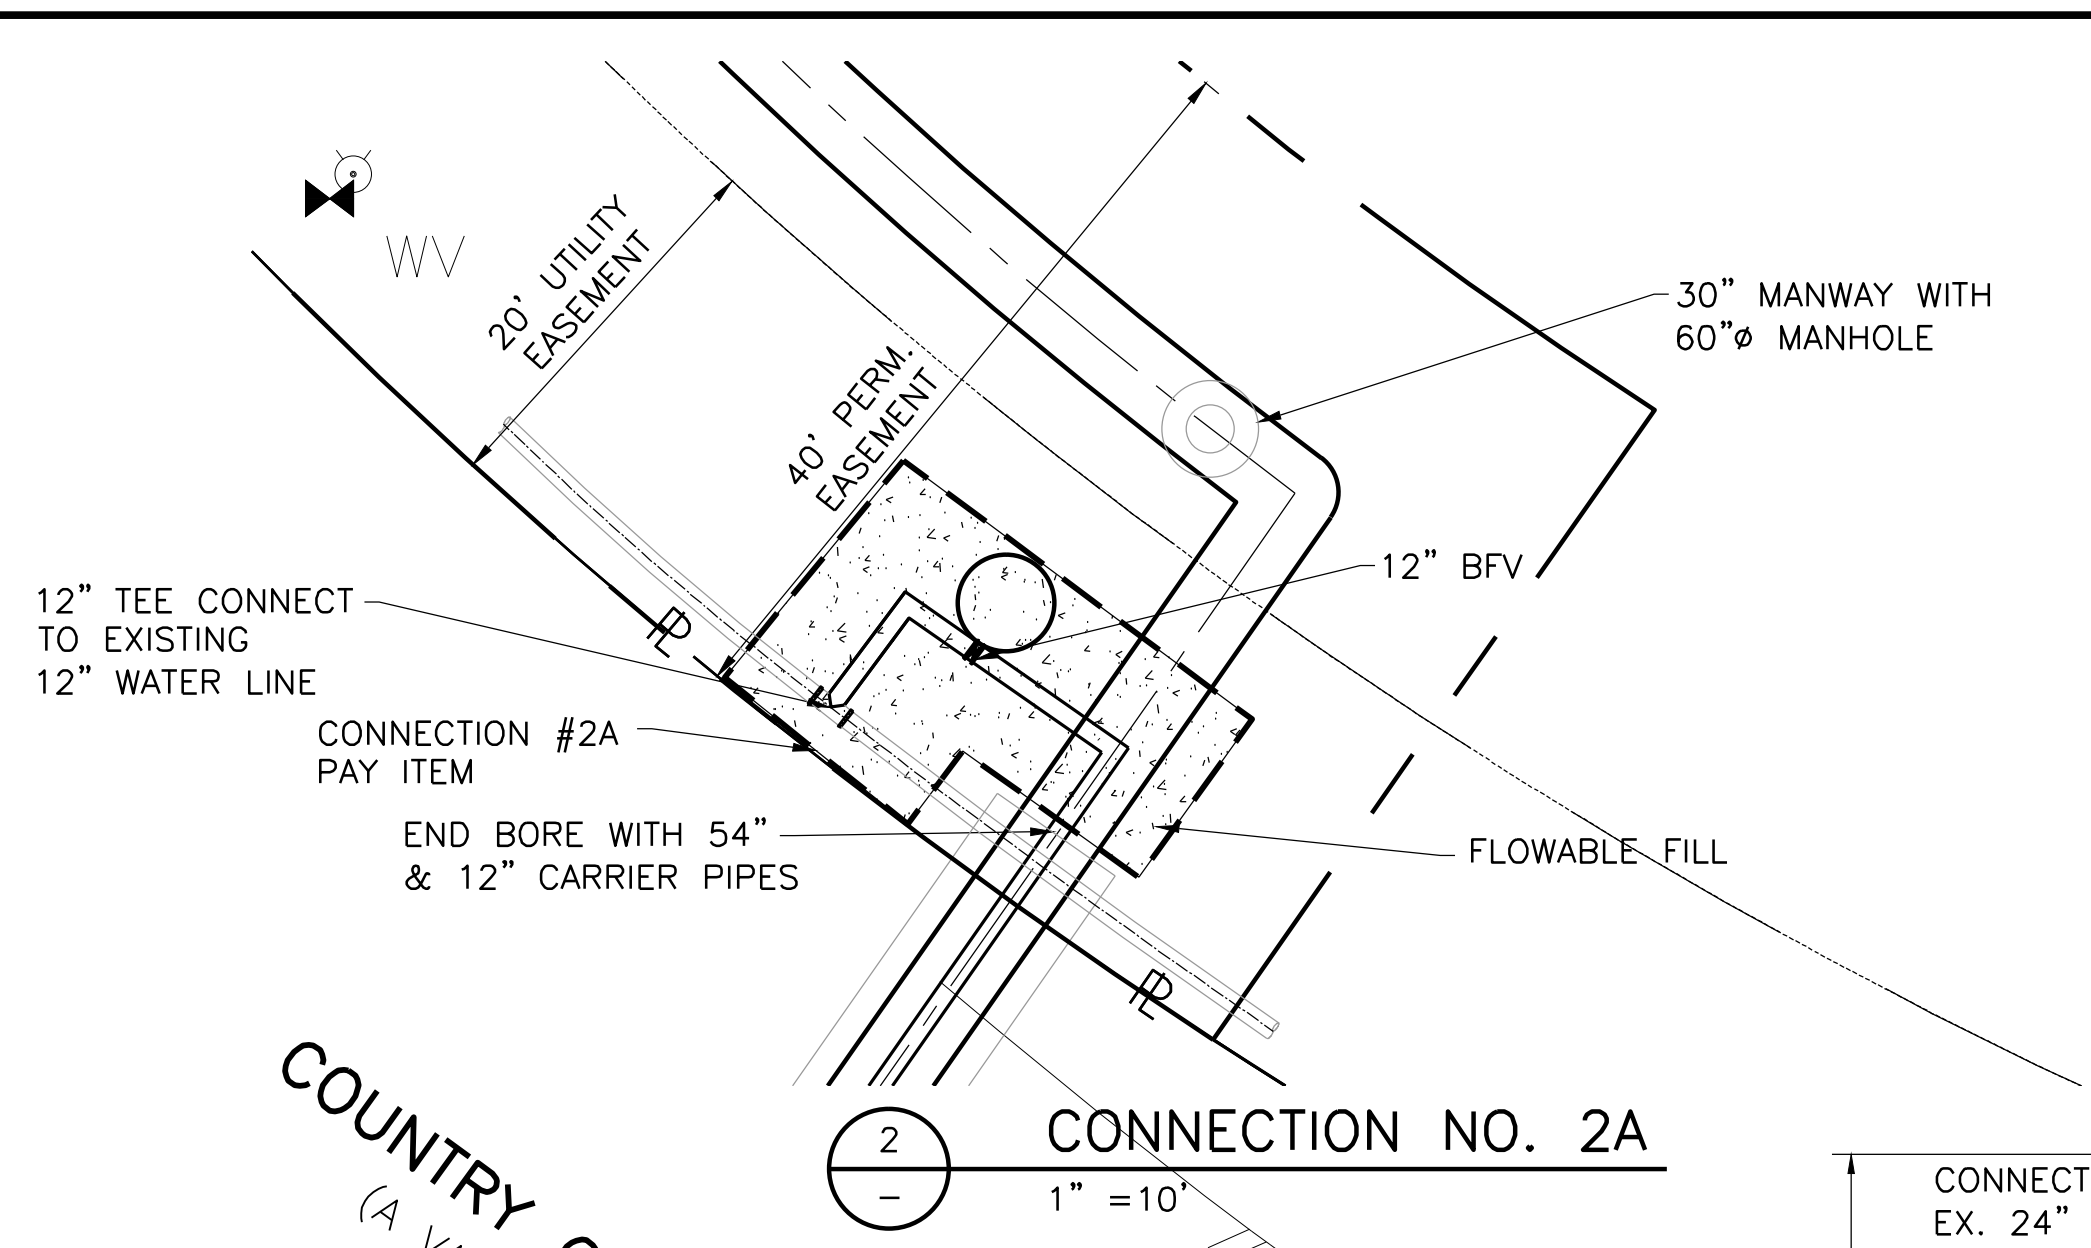 WV
20' UTILITY
EASEMENT
40' PERM.
EASEMENT
30" MANWAY WITH
60"ø MANHOLE
12" BFV
12" TEE CONNECT
TO EXISTING
12" WATER LINE
PL
CONNECTION #2A
PAY ITEM
END BORE WITH 54"
& 12" CARRIER PIPES
FLOWABLE FILL
PL
COUNTRY
(A
2
–
CONNECTION NO. 2A
1" =10'
CONNECT
EX. 24"